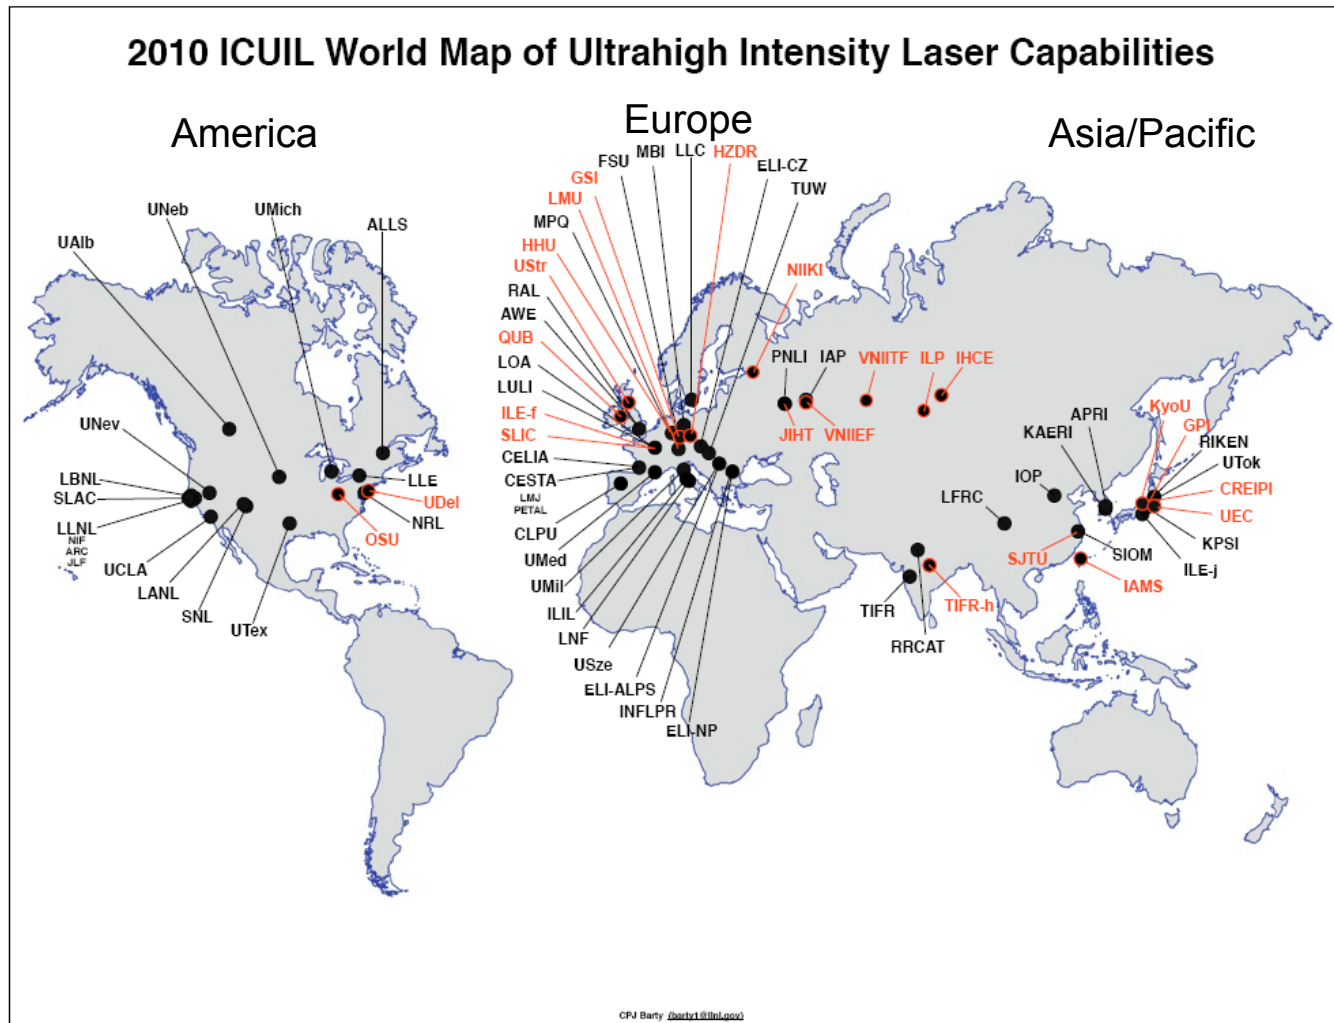 2010 ICUIL World Map of Ultrahigh Intensity Laser Capabilities
America
Europe
Asia/Pacific
UNeb
UMich
ALLS
UAlb
UNev
LBNL
SLAC
LLNL
NIF
ARC
JLF
UCLA
LANL
SNL
UTex
LLE
UDel
NRL
OSU
FSU
MBI
LLC
HZDR
ELI-CZ
TUW
GSI
LMU
MPQ
HHU
UStr
RAL
AWE
QUB
LOA
LULI
ILE-f
SLIC
CELIA
CESTA
LMJ
PETAL
CLPU
UMed
UMil
ILIL
LNF
USze
ELI-ALPS
INFLPR
ELI-NP
NIIKI
PNLI
IAP
VNIITF
ILP
IHCE
JIHT
VNIIEF
APRI
KyoU
GPI
KAERI
RIKEN
UTok
IOP
CREIPI
LFRC
UEC
KPSI
SJTU
SIOM
ILE-j
IAMS
TIFR
TIFR-h
RRCAT
CPJ Barty (barty1@llnl.gov)